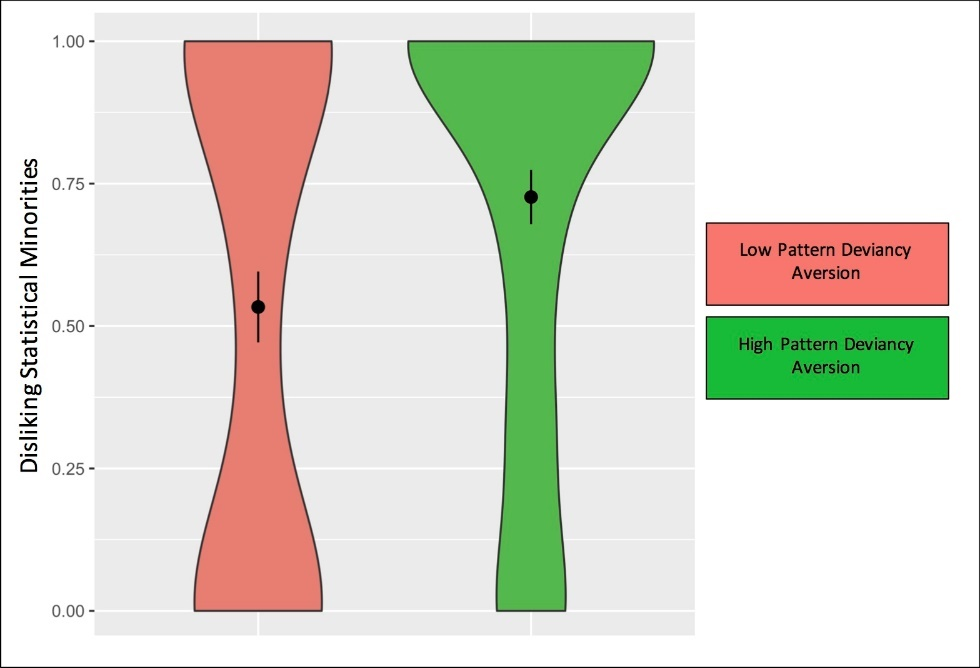 Disliking Statistical Minorities
1.00
0.75
0.50
0.25
0.00
Low Pattern Deviancy
Aversion
High Pattern Deviancy
Aversion